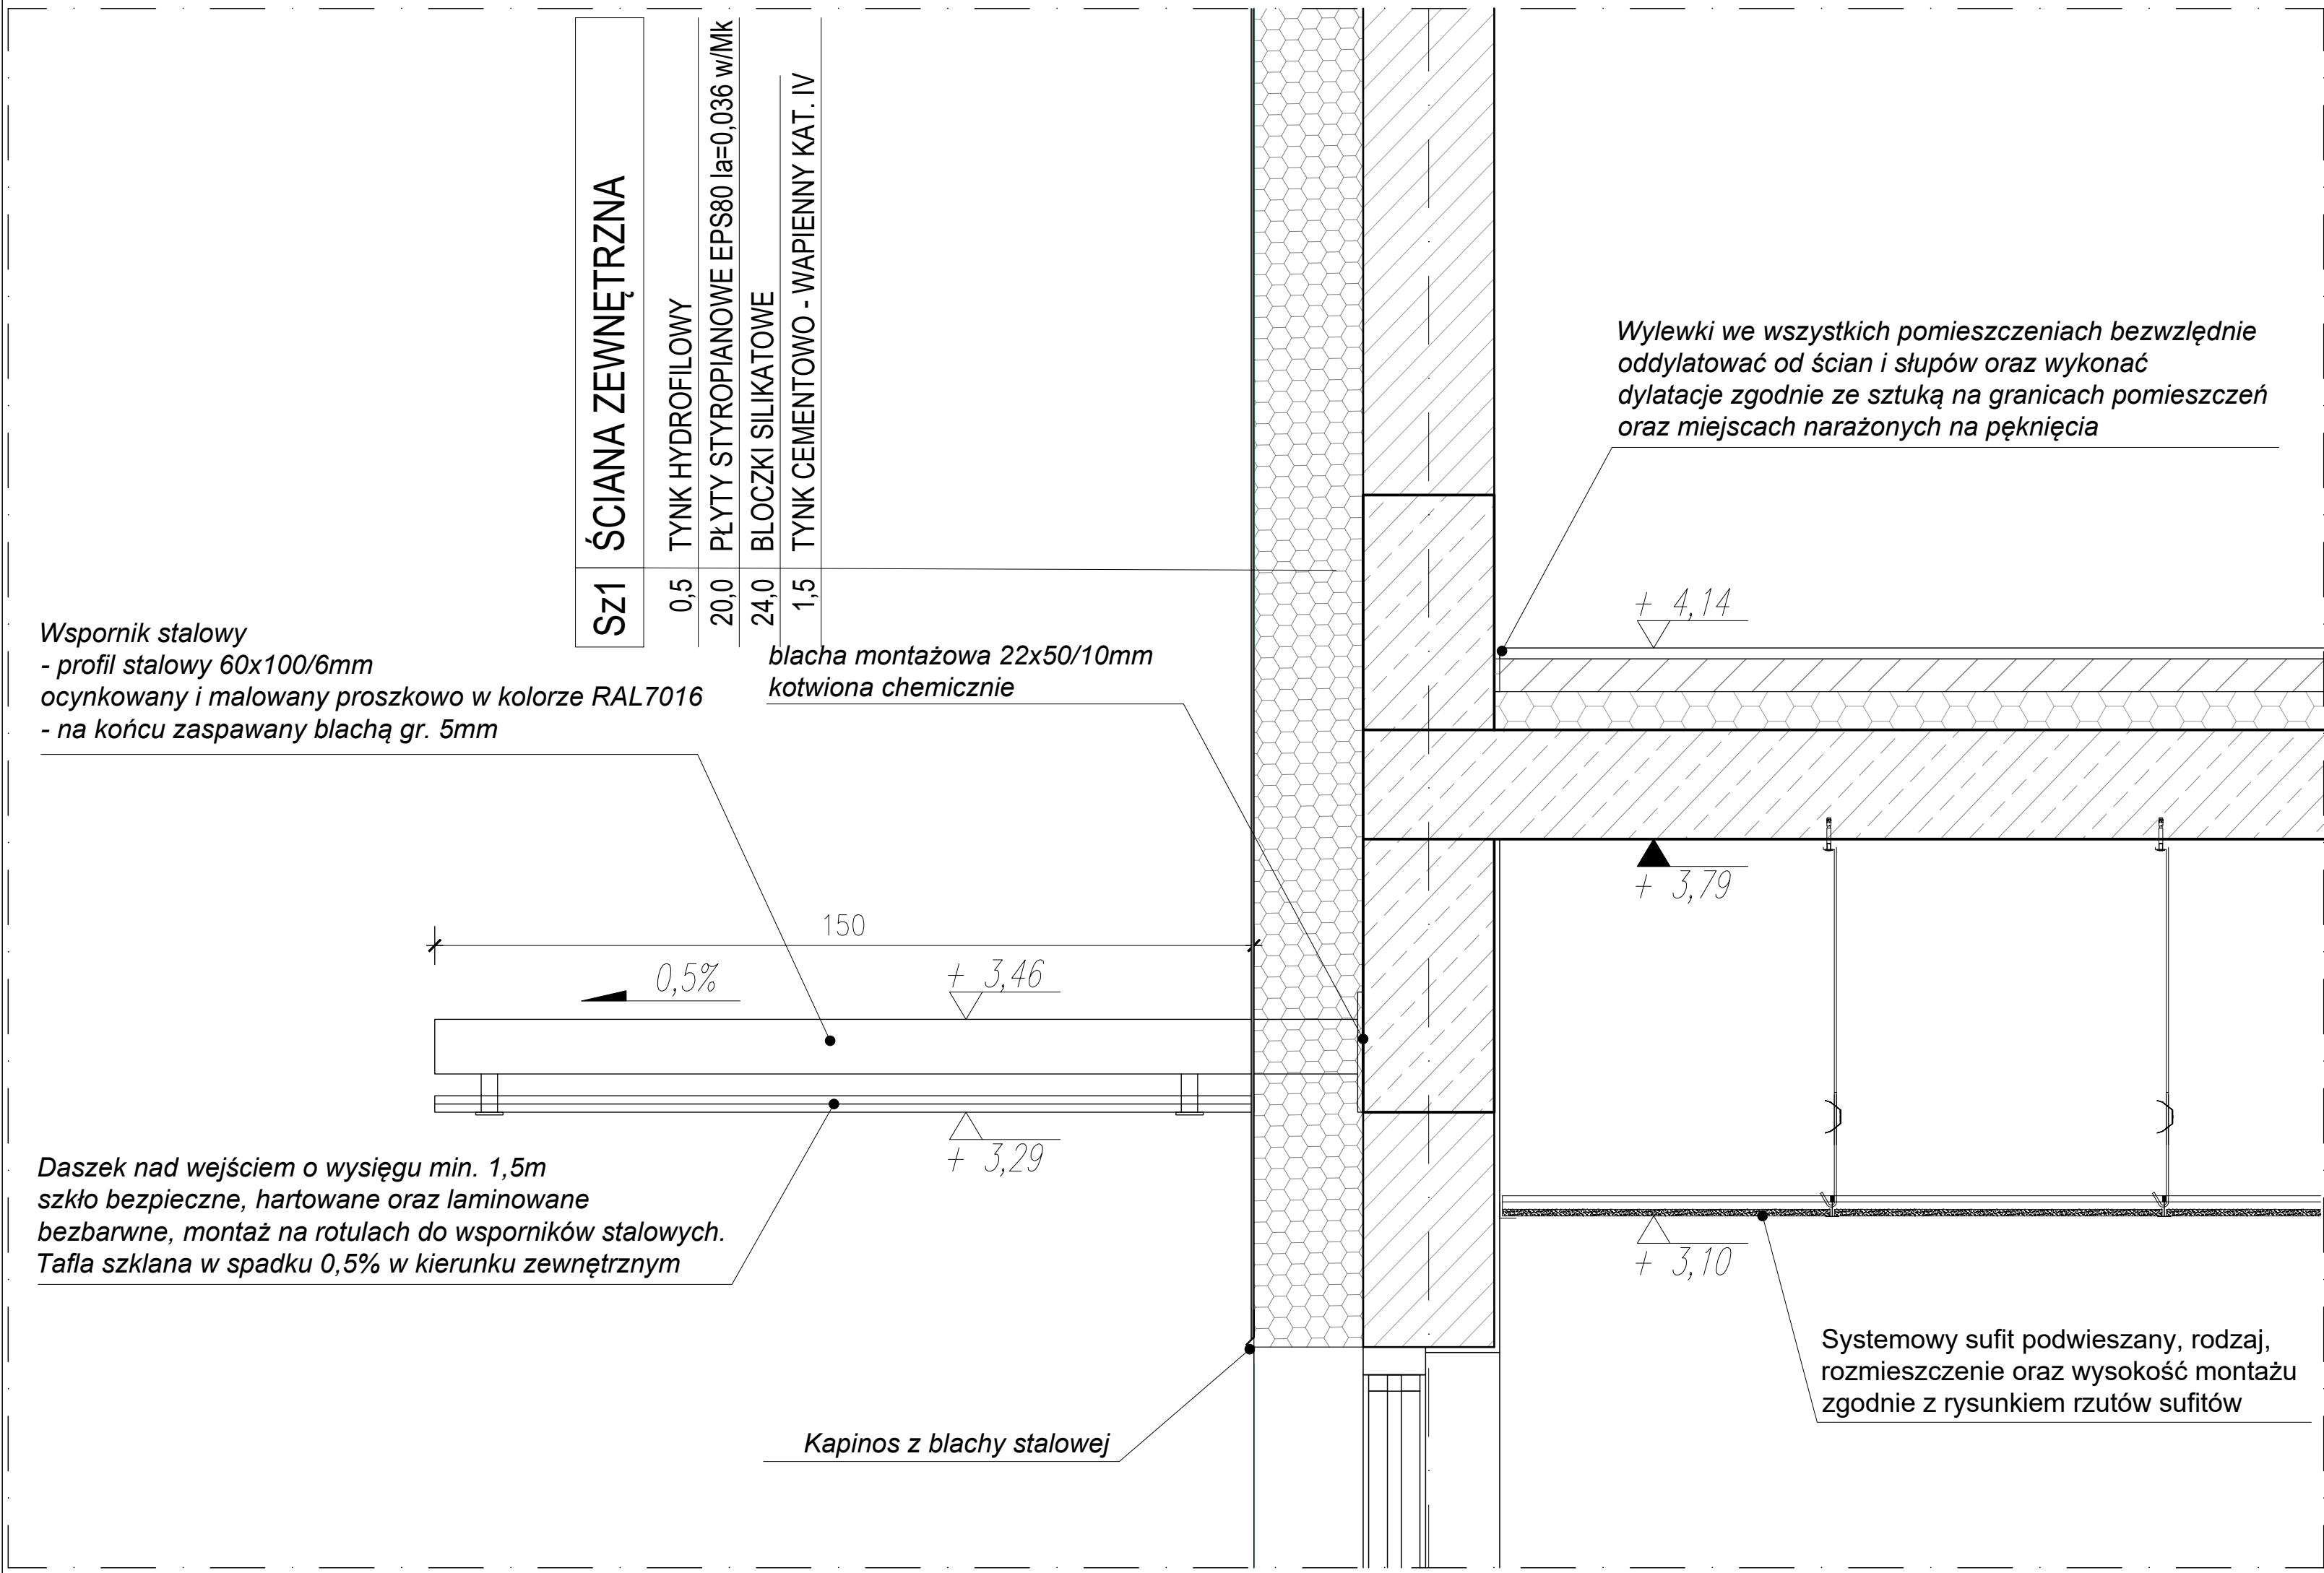 Sz1 ŚCIANA ZEWNĘTRZNA
0,5 TYNK HYDROFILOWY
20,0 PŁYTY STYROPIANOWE EPS80 la=0,036 w/Mk
24,0 BLOCZKI SILIKATOWE
1,5 TYNK CEMENTOWO - WAPIENNY KAT. IV
Wylewki we wszystkich pomieszczeniach bezwzlędnie
oddylatować od ścian i słupów oraz wykonać
dylatacje zgodnie ze sztuką na granicach pomieszczeń
oraz miejscach narażonych na pęknięcia
Wspornik stalowy
- profil stalowy 60x100/6mm
ocynkowany i malowany proszkowo w kolorze RAL7016
- na końcu zaspawany blachą gr. 5mm
blacha montażowa 22x50/10mm
kotwiona chemicznie
+ 4,14
+ 3,79
150
0,5%
+ 3,46
+ 3,29
+ 3,10
Daszek nad wejściem o wysięgu min. 1,5m
szkło bezpieczne, hartowane oraz laminowane
bezbarwne, montaż na rotulach do wsporników stalowych.
Tafla szklana w spadku 0,5% w kierunku zewnętrznym
Systemowy sufit podwieszany, rodzaj,
rozmieszczenie oraz wysokość montażu
zgodnie z rysunkiem rzutów sufitów
Kapinos z blachy stalowej